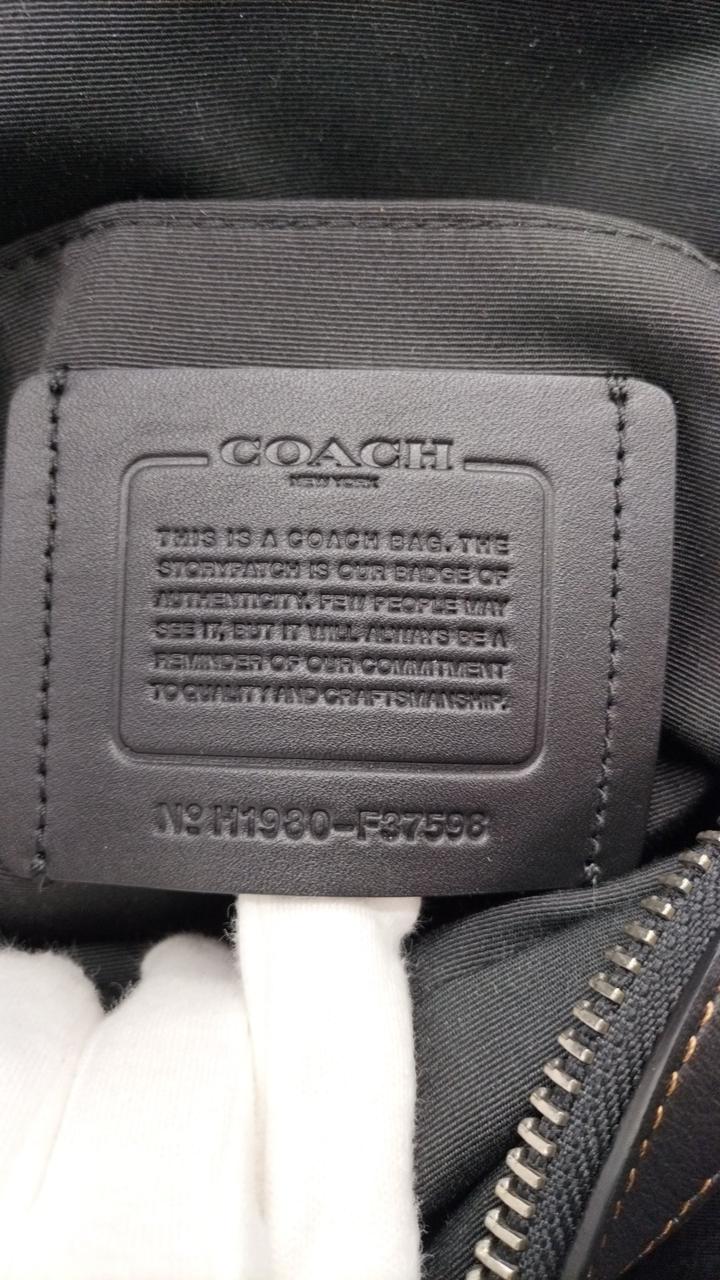 COACH
NEW YORK
THIS IS A COACH BAG. THE
STORYPATCH IS OUR BADGE OF
AUTHENTICITY. FEW PEOPLE MAY
SEE IT, BUT IT WILL ALWAYS BE A
REMINDER OF OUR COMMITMENT
TO QUALITY AND CRAFTSMANSHIP.
Nº H1980-F37598